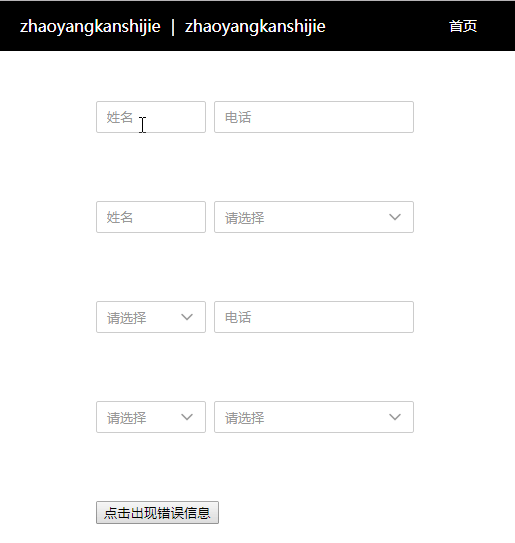 zhaoyangkanshijie | zhaoyangkanshijie 首页
姓名 电话
姓名 请选择
请选择 电话
请选择 请选择
点击出现错误信息